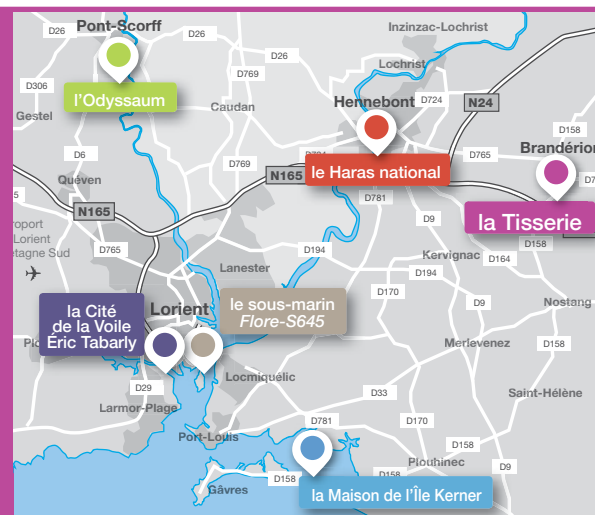 D26
Pont-Scorff
D26
Inzinzac-Lochrist
D26
Lochrist
D769
D306
l'Odyssaum
Hennebont
D724
N24
Gestel
Caudan
D158
Brandérion
D6
D769
D765
le Haras national
N165
Quéven
D781
N165
D9
la Tisserie
Lorient
D765
D194
D158
Kervignac
D164
Lanester
D194
D170
la Cité
de la Voile
Éric Tabarly
Lorient
le sous-marin
Flore-S645
D9
Nostang
Merlevenez
D158
Locmiquélic
D29
D33
Saint-Hélène
Larmor-Plage
D781
D170
Port-Louis
D158
Plouhinec
D9
D158
D158
Gâvres
la Maison de l'Île Kerner